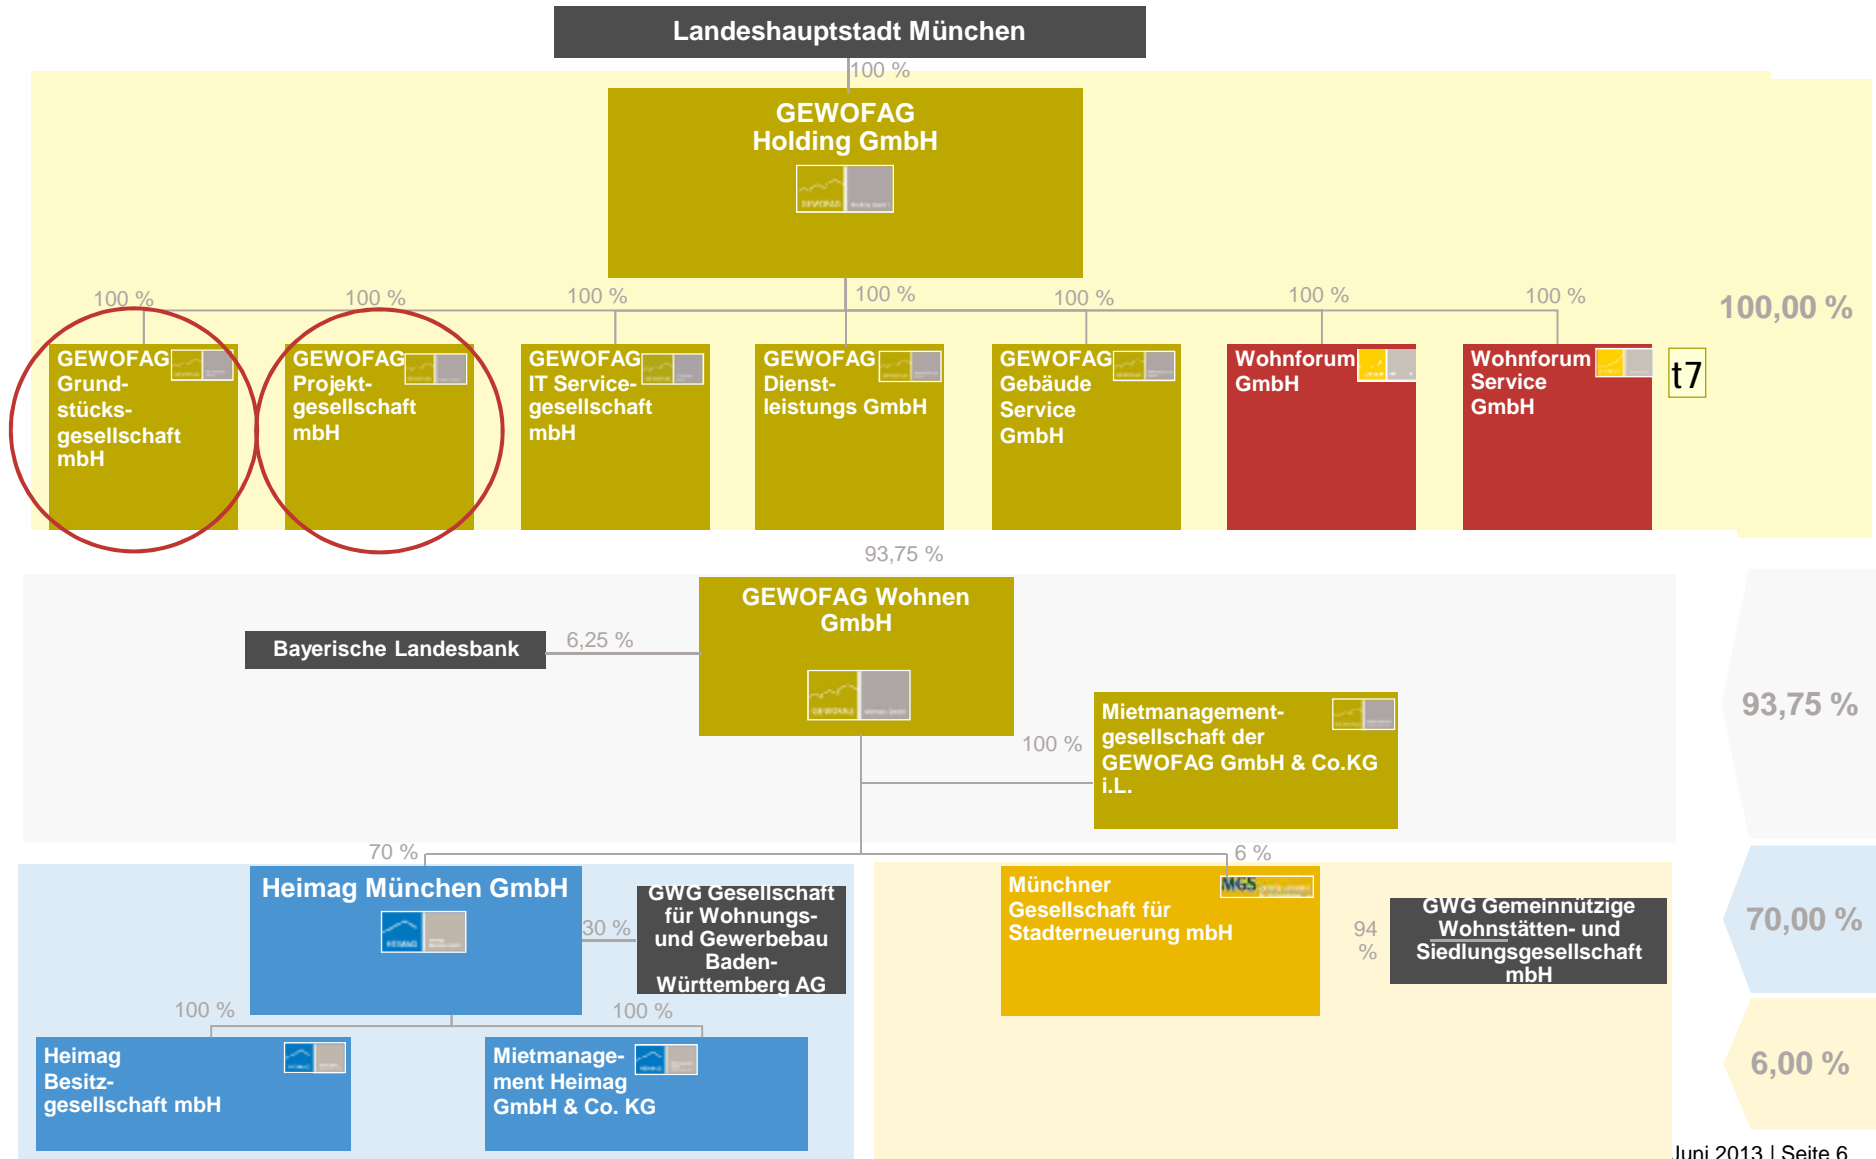 Landeshauptstadt München
100 %
GEWOFAG
Holding GmbH
GEWOFAG
100 %
100 %
100 %
100 %
100 %
100 %
100 %
100,00 %
GEWOFAG
Grund-
stücks-
gesellschaft
mbH
GEWOFAG
Projekt-
gesellschaft
mbH
GEWOFAG
IT Service-
gesellschaft
mbH
GEWOFAG
Dienst-
leistungs GmbH
GEWOFAG
Gebäude
Service
GmbH
Wohnforum
GmbH
Wohnforum
Service
GmbH
t7
93,75 %
GEWOFAG Wohnen
GmbH
GEWOFAG
Bayerische Landesbank
6,25 %
93,75 %
100 %
Mietmanagement-
gesellschaft der
GEWOFAG GmbH & Co.KG
i.L.
70 %
6 %
Heimag München GmbH
HEIMAG
30 %
GWG Gesellschaft
für Wohnungs-
und Gewerbebau
Baden-
Württemberg AG
Münchner
Gesellschaft für
Stadterneuerung mbH
MGS
94
%
GWG Gemeinnützige
Wohnstätten- und
Siedlungsgesellschaft
mbH
70,00 %
100 %
100 %
Heimag
Besitz-
gesellschaft mbH
Mietmanage-
ment Heimag
GmbH & Co. KG
6,00 %
Juni 2013 | Seite 6